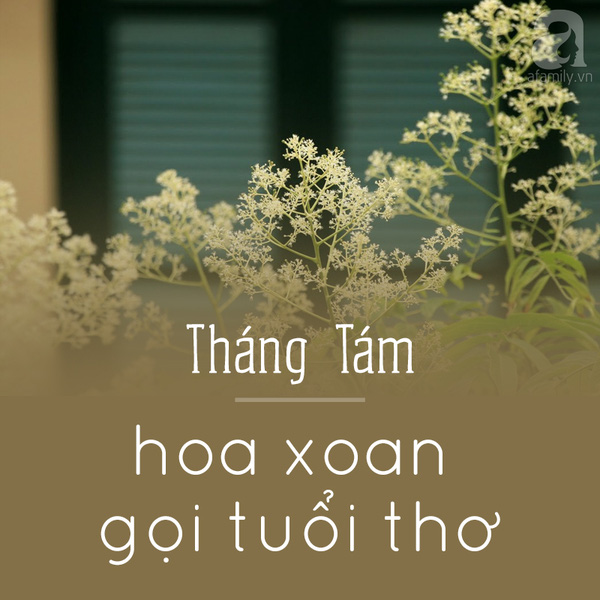 a
afamily.vn
Tháng Tám
hoa xoan
gọi tuổi thơ